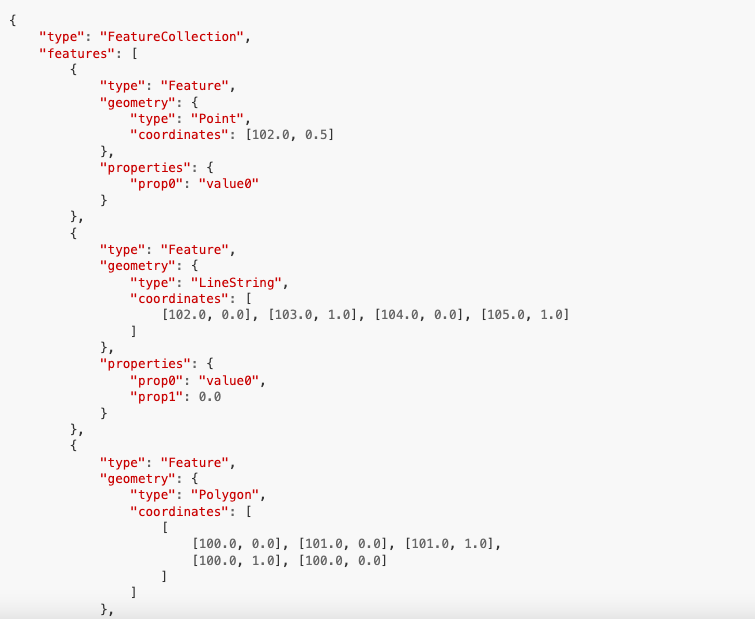 {
    "type": "FeatureCollection",
    "features": [
        {
            "type": "Feature",
            "geometry": {
                "type": "Point",
                "coordinates": [102.0, 0.5]
            },
            "properties": {
                "prop0": "value0"
            }
        },
        {
            "type": "Feature",
            "geometry": {
                "type": "LineString",
                "coordinates": [
                    [102.0, 0.0], [103.0, 1.0], [104.0, 0.0], [105.0, 1.0]
                ]
            },
            "properties": {
                "prop0": "value0",
                "prop1": 0.0
            }
        },
        {
            "type": "Feature",
            "geometry": {
                "type": "Polygon",
                "coordinates": [
                    [
                        [100.0, 0.0], [101.0, 0.0], [101.0, 1.0],
                        [100.0, 1.0], [100.0, 0.0]
                    ]
                ]
            },